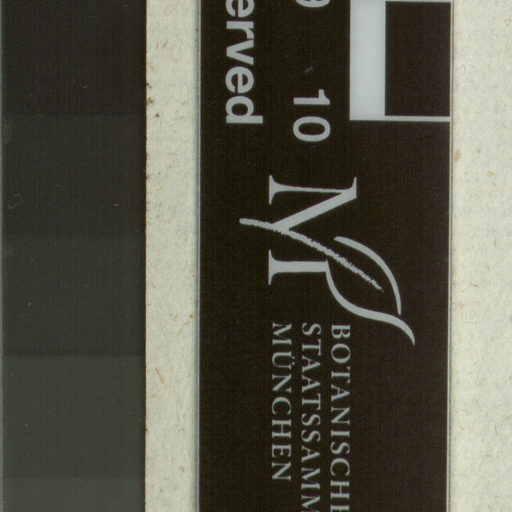 erved
10
BOTANISCHE
STAATSSAMM
MÜNCHEN